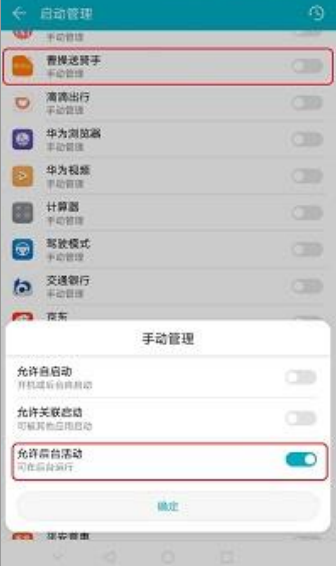 启动管理
手动管理
曹操送骑手
手动管理
滴滴出行
手动管理
华为浏览器
手动管理
华为视频
手动管理
计算器
手动管理
驾驶模式
手动管理
交通银行
手动管理
京东
手动管理
允许自启动
开机或后台自启动
允许关联启动
可被其他应用启动
允许后台活动
可在后台运行
确定